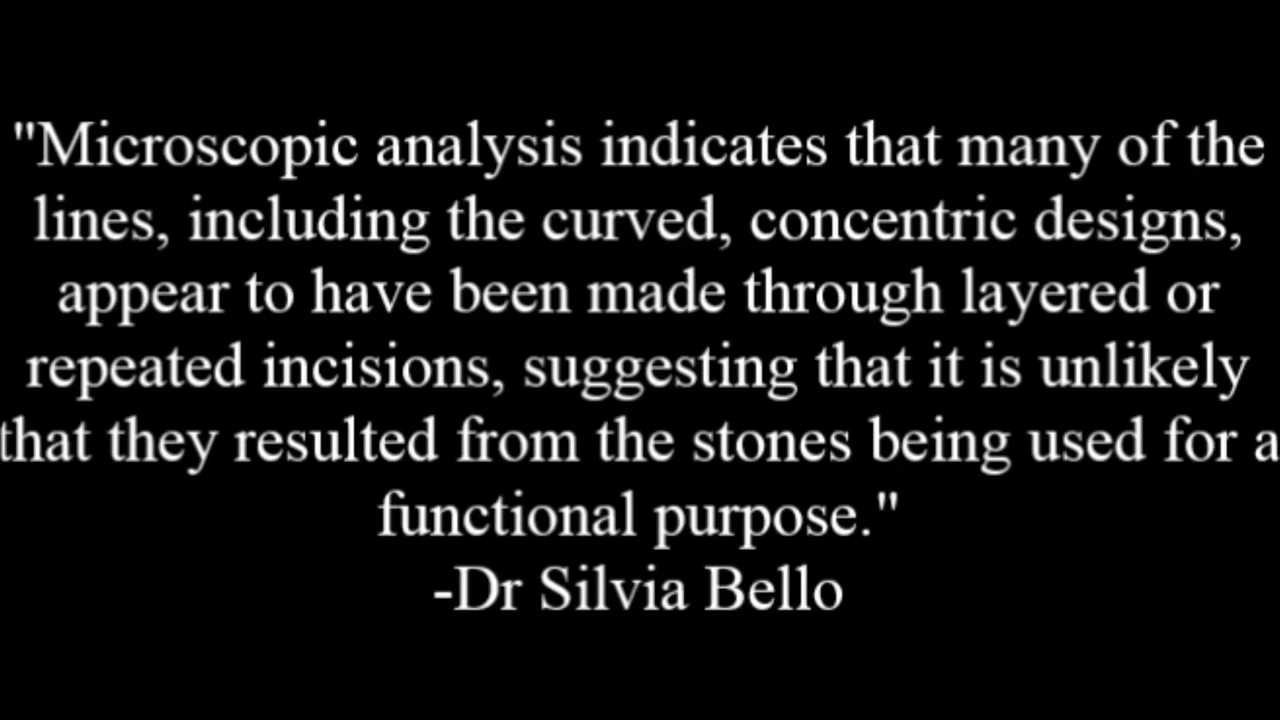 "Microscopic analysis indicates that many of the
lines, including the curved, concentric designs,
appear to have been made through layered or
repeated incisions, suggesting that it is unlikely
that they resulted from the stones being used for a
functional purpose."
-Dr Silvia Bello